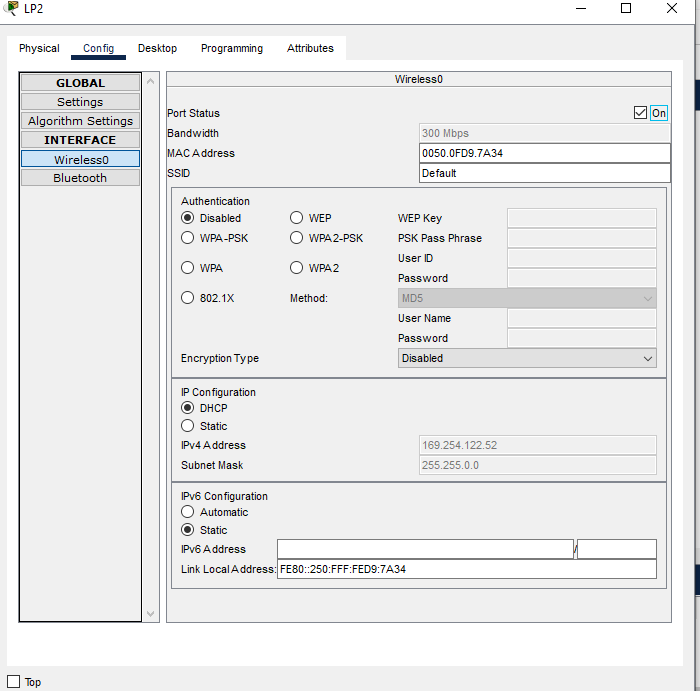 LP2
Physical Config Desktop Programming Attributes
GLOBAL
Settings
Algorithm Settings
INTERFACE
Wireless0
Bluetooth
Wireless0
Port Status On
Bandwidth 300 Mbps
MAC Address 0050.0FD9.7A34
SSID Default
Authentication
Disabled WEP WEP Key
WPA-PSK WPA2-PSK PSK Pass Phrase
User ID
WPA WPA2
Password
802.1X Method: MD5
User Name
Password
Encryption Type Disabled
IP Configuration
DHCP
Static
IPv4 Address 169.254.122.52
Subnet Mask 255.255.0.0
IPv6 Configuration
Automatic
Static
IPv6 Address /
Link Local Address: FE80::250:FFF:FED9:7A34
Top